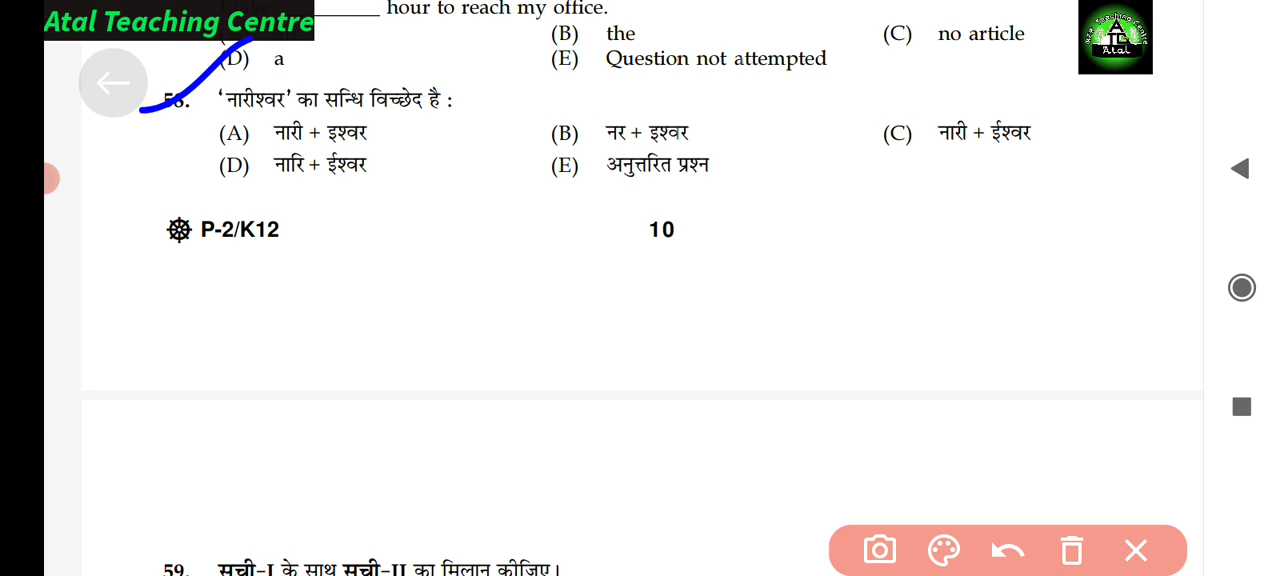 Atal Teaching Centre
hour to reach my office.
(B) the (C) no article
(D) a (E) Question not attempted
58. ‘नारीश्वर’ का सन्धि विच्छेद है :
(A) नारी + इश्वर (B) नर + इश्वर (C) नारी + ईश्वर
(D) नारि + ईश्वर (E) अनुत्तरित प्रश्न
P-2/K12 10
59. सूची-I के साथ सूची-II का मिलान कीजिए।